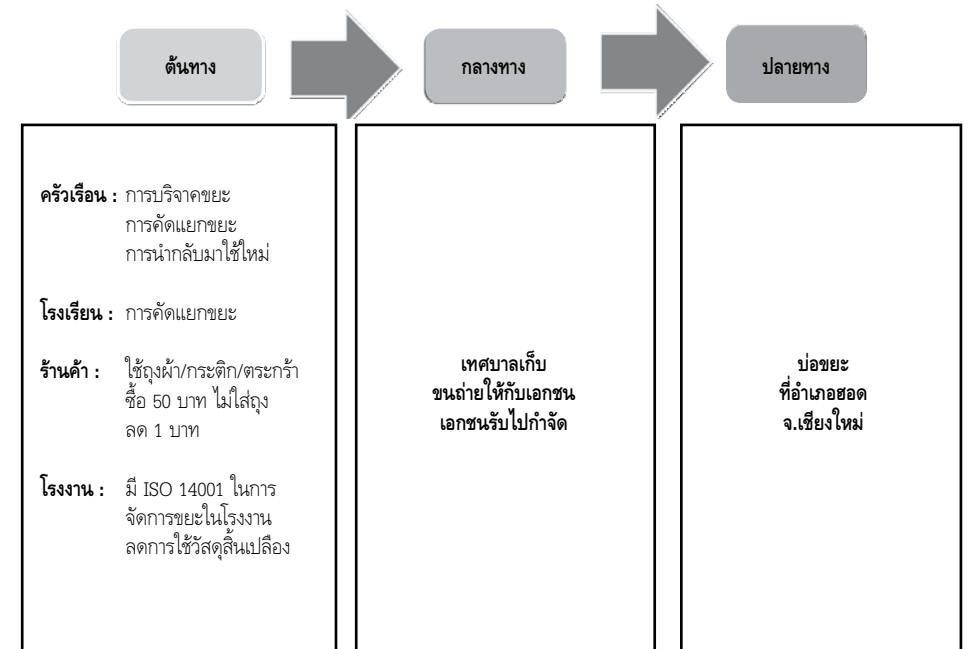 ต้นทาง
กลางทาง
ปลายทาง
ครัวเรือน : การบริจาคขยะ
การคัดแยกขยะ
การนำกลับมาใช้ใหม่
โรงเรียน : การคัดแยกขยะ
ร้านค้า : ใช้ถุงผ้า/กระติก/ตระกร้า
ซื้อ 50 บาท ไม่ใส่ถุง
ลด 1 บาท
โรงงาน : มี ISO 14001 ในการ
จัดการขยะในโรงงาน
ลดการใช้วัสดุสิ้นเปลือง
เทศบาลเก็บ
ขนถ่ายให้กับเอกชน
เอกชนรับไปกำจัด
บ่อขยะ
ที่อำเภอฮอด
จ.เชียงใหม่